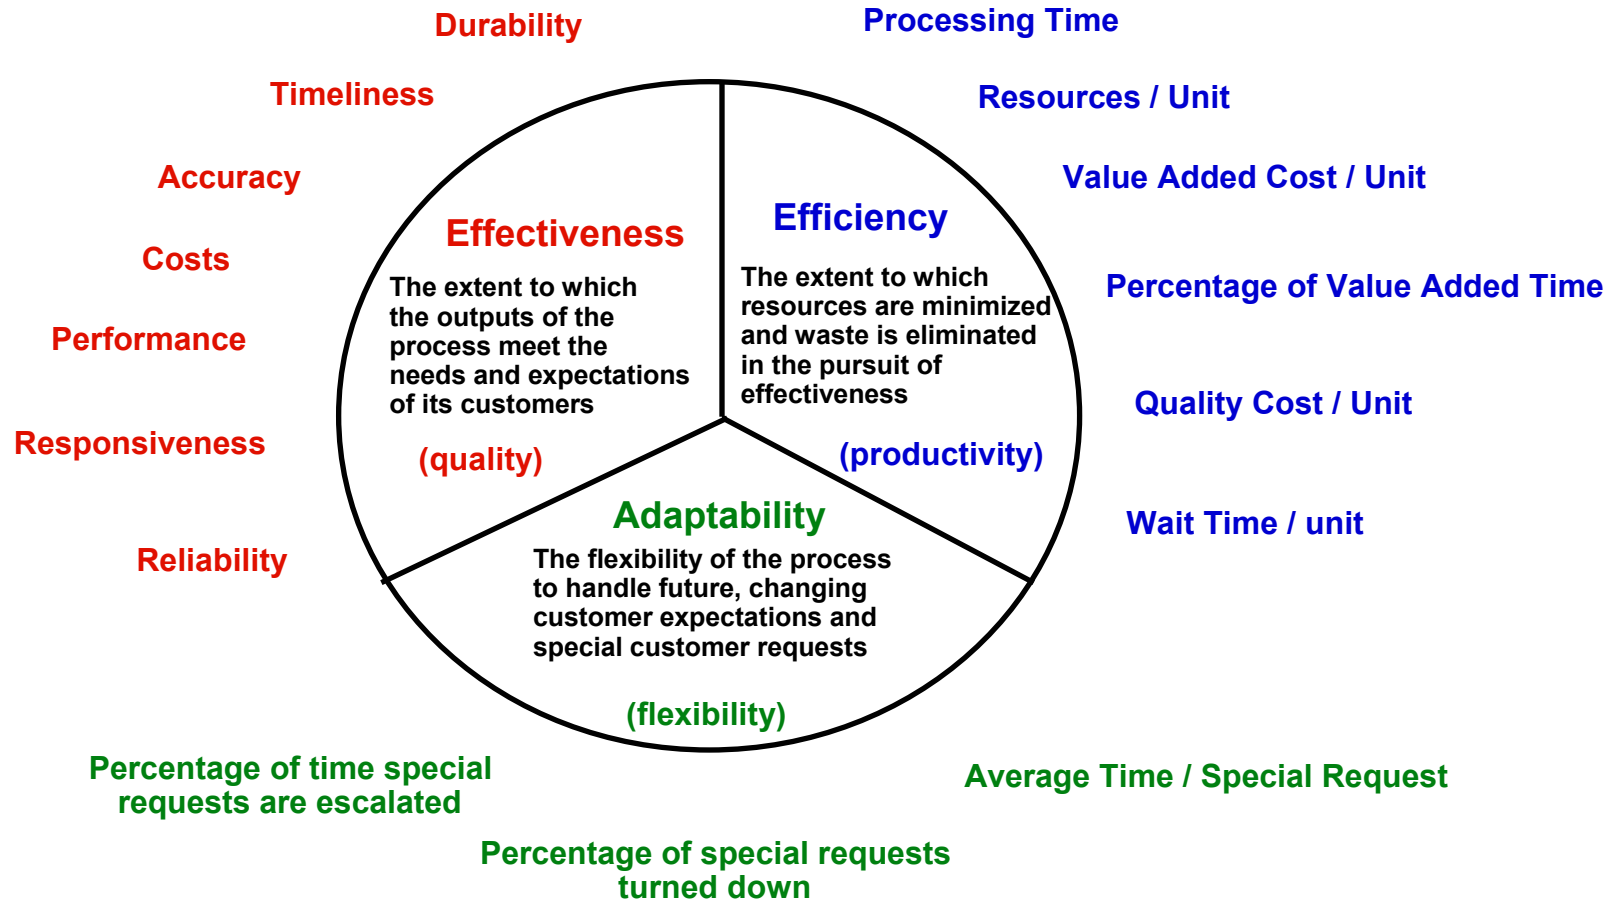 Durability
Timeliness
Accuracy
Costs
Performance
Responsiveness
Reliability
Effectiveness
The extent to which
the outputs of the
process meet the
needs and expectations
of its customers
(quality)
Processing Time
Resources / Unit
Value Added Cost / Unit
Percentage of Value Added Time
Quality Cost / Unit
Wait Time / unit
Efficiency
The extent to which
resources are minimized
and waste is eliminated
in the pursuit of
effectiveness
(productivity)
Adaptability
The flexibility of the process
to handle future, changing
customer expectations and
special customer requests
(flexibility)
Percentage of time special
requests are escalated
Percentage of special requests
turned down
Average Time / Special Request